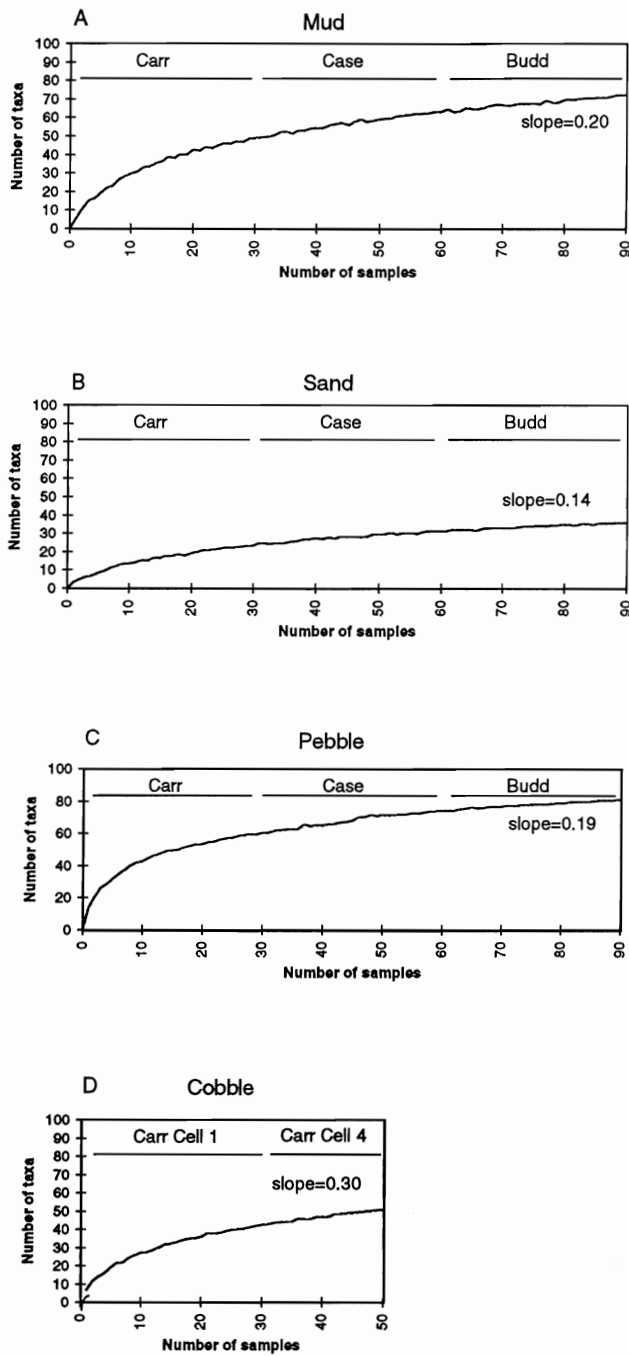 A
Mud
Number of taxa
100
90
80
70
60
50
40
30
20
10
0
Carr Case Budd
slope=0.20
0 10 20 30 40 50 60 70 80 90
Number of samples
B
Sand
Number of taxa
100
90
80
70
60
50
40
30
20
10
0
Carr Case Budd
slope=0.14
0 10 20 30 40 50 60 70 80 90
Number of samples
C
Pebble
Number of taxa
100
80
60
40
20
0
Carr Case Budd
slope=0.19
0 10 20 30 40 50 60 70 80 90
Number of samples
D
Cobble
Number of taxa
100
90
80
70
60
50
40
30
20
10
0
Carr Cell 1 Carr Cell 4
slope=0.30
0 10 20 30 40 50
Number of samples